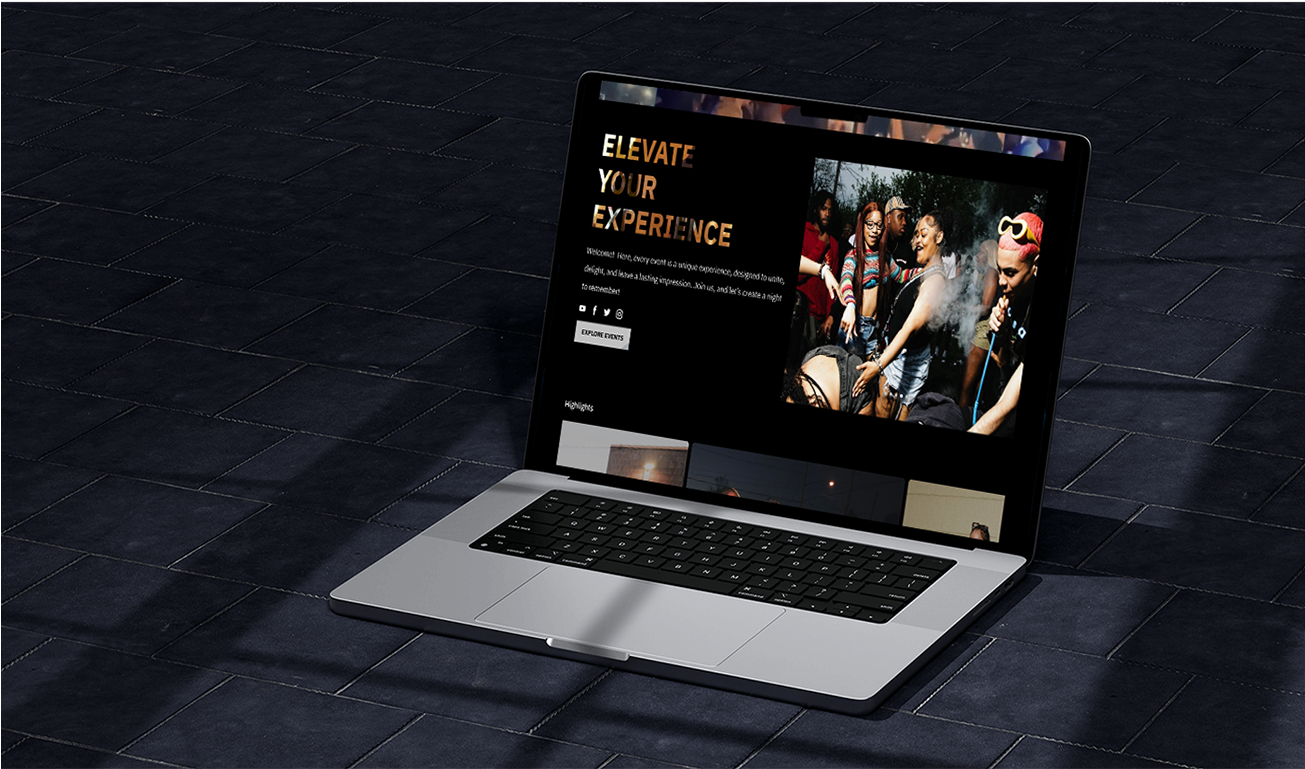 ELEVATE
YOUR
EXPERIENCE
Welcome! Here, every event is a unique experience, designed to unite,
delight, and leave a lasting impression. Join us, and let's create a night
to remember!
EXPLORE EVENTS
Highlights